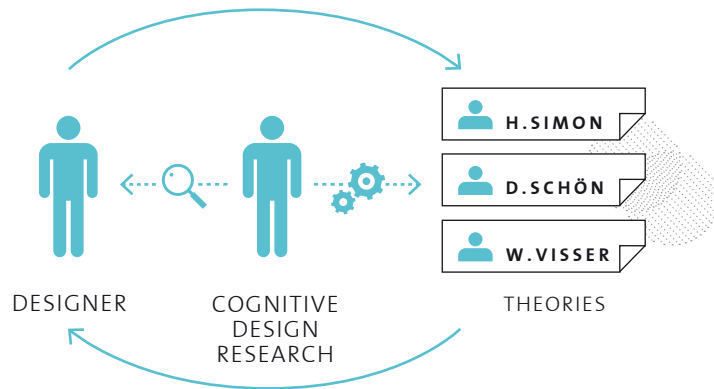 H.SIMON
D.SCHÖN
W.VISSER
DESIGNER
COGNITIVE
DESIGN
RESEARCH
THEORIES